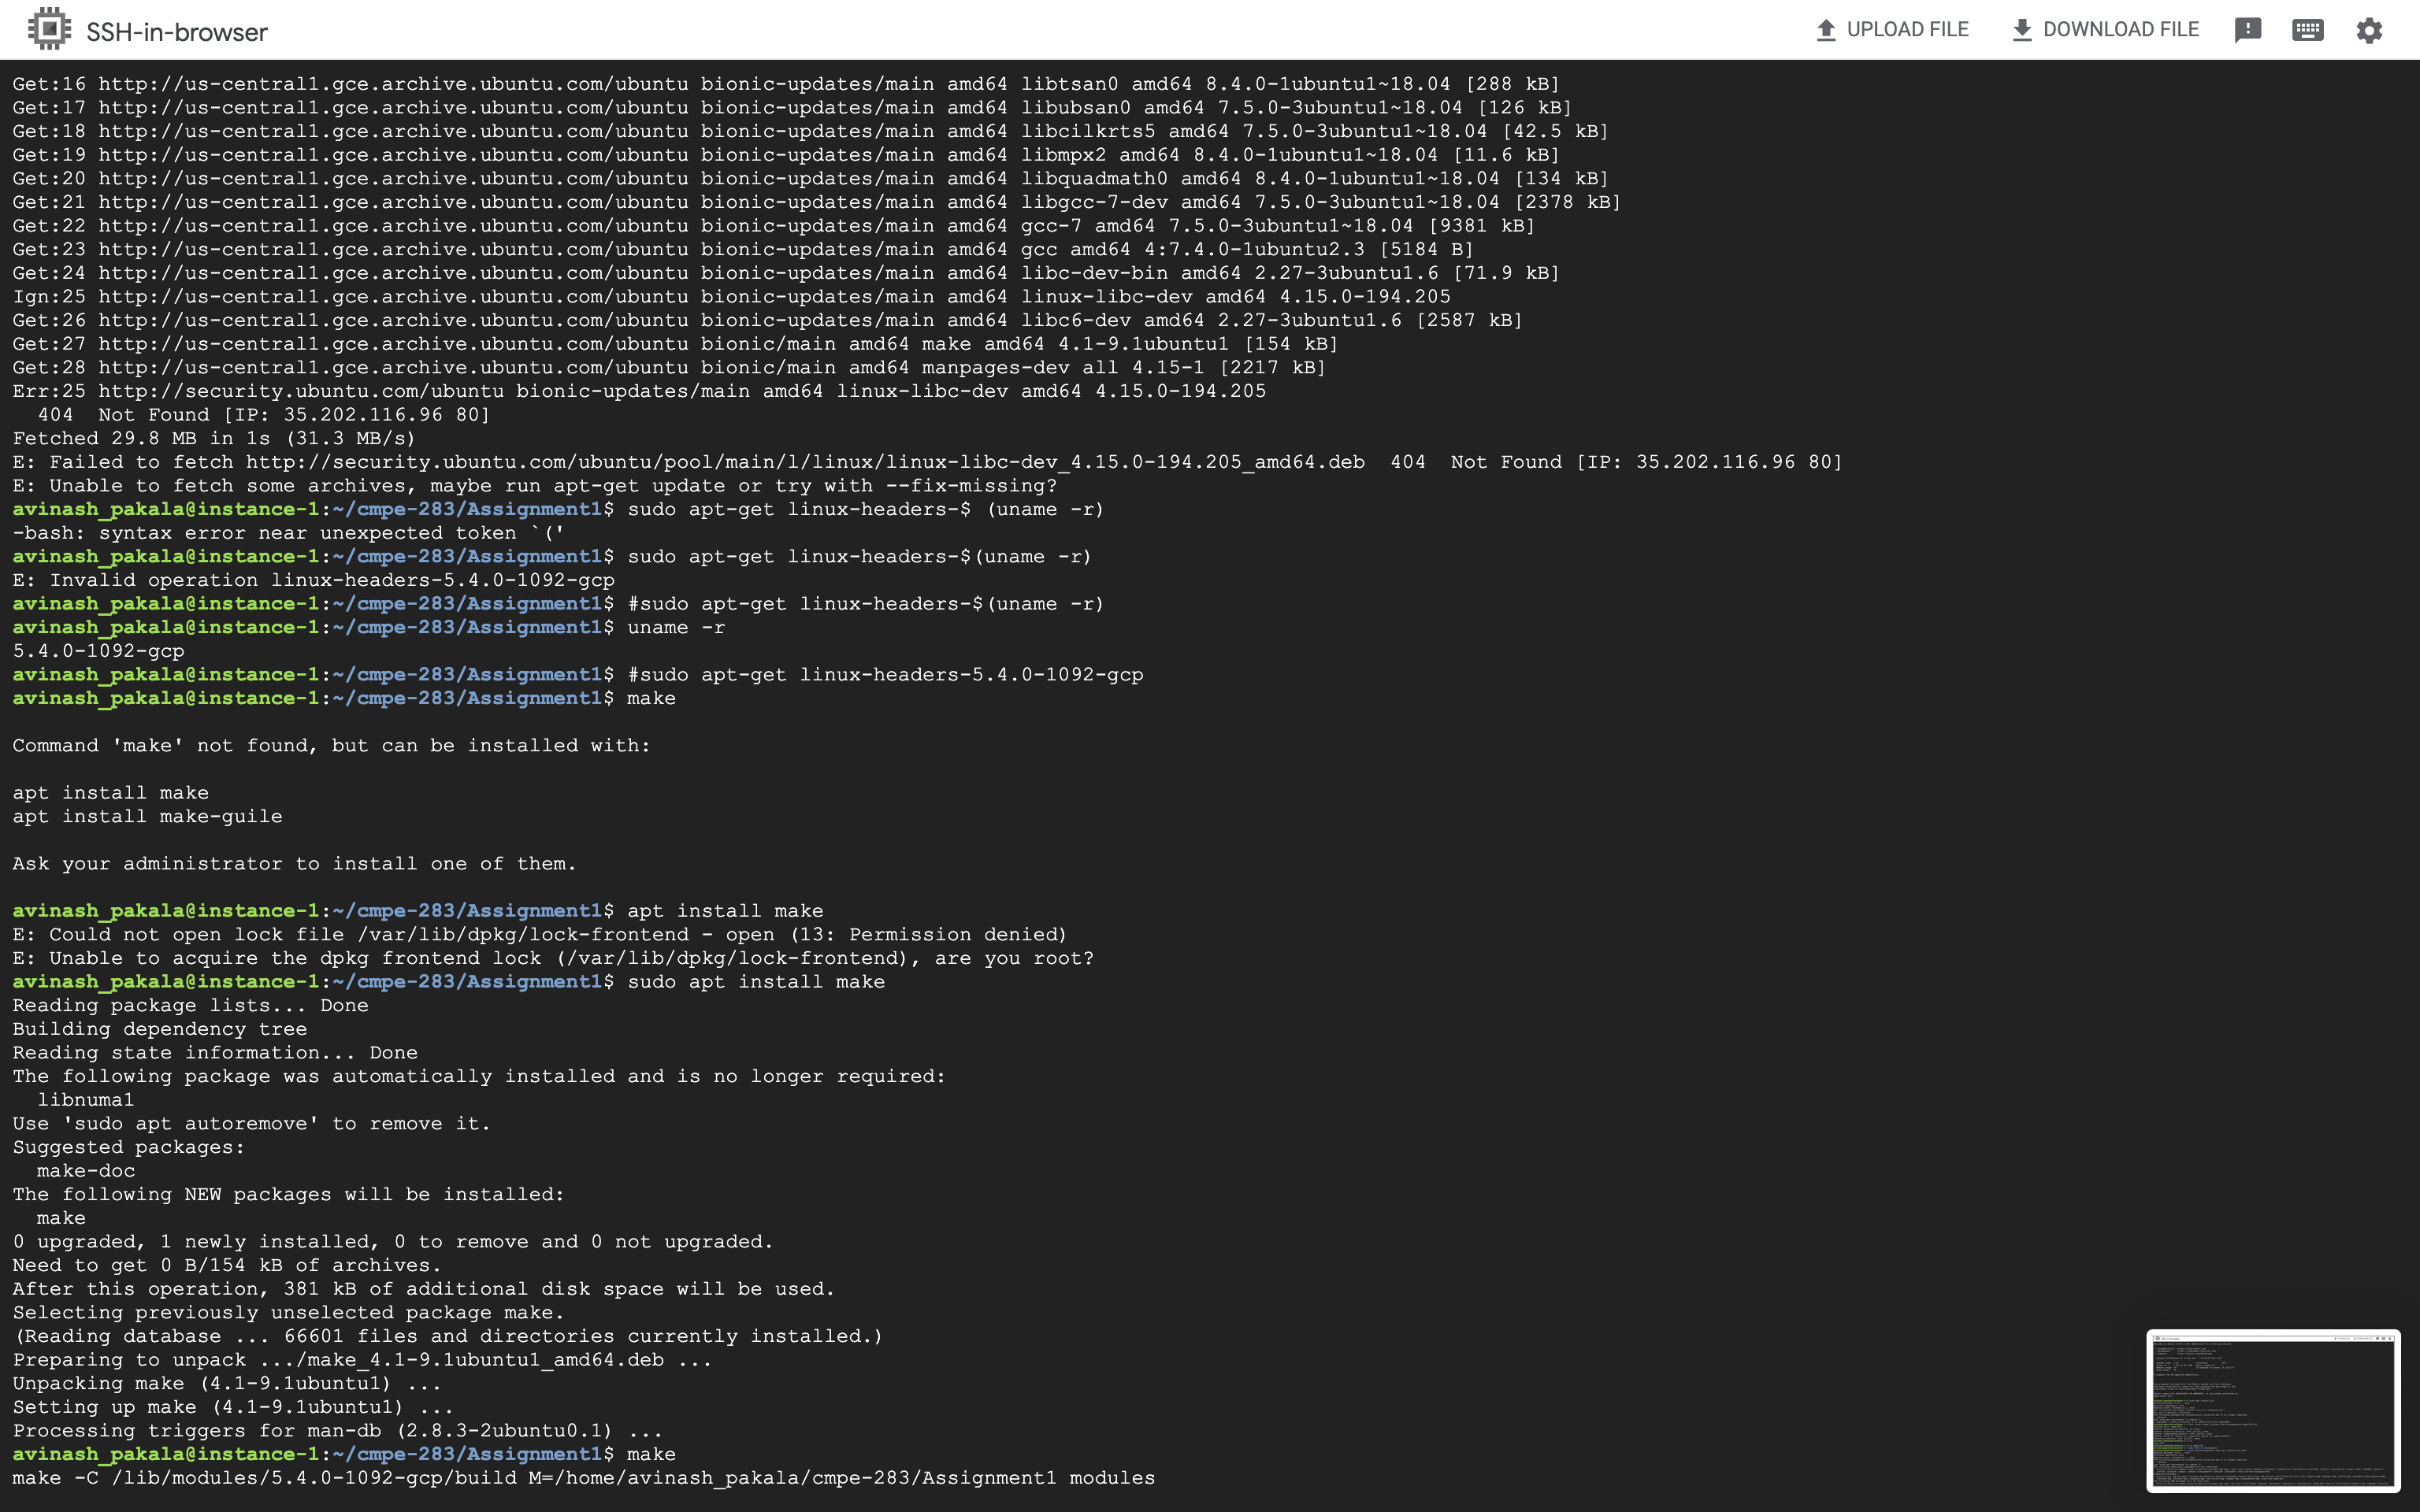 SSH-in-browser
UPLOAD FILE
DOWNLOAD FILE
Get:16 http://us-central1.gce.archive.ubuntu.com/ubuntu bionic-updates/main amd64 libtsan0 amd64 8.4.0-1ubuntu1~18.04 [288 kB]
Get:17 http://us-central1.gce.archive.ubuntu.com/ubuntu bionic-updates/main amd64 libubsan0 amd64 7.5.0-3ubuntu1~18.04 [126 kB]
Get:18 http://us-central1.gce.archive.ubuntu.com/ubuntu bionic-updates/main amd64 libcilkrts5 amd64 7.5.0-3ubuntu1~18.04 [42.5 kB]
Get:19 http://us-central1.gce.archive.ubuntu.com/ubuntu bionic-updates/main amd64 libmpx2 amd64 8.4.0-1ubuntu1~18.04 [11.6 kB]
Get:20 http://us-central1.gce.archive.ubuntu.com/ubuntu bionic-updates/main amd64 libquadmath0 amd64 8.4.0-1ubuntu1~18.04 [134 kB]
Get:21 http://us-central1.gce.archive.ubuntu.com/ubuntu bionic-updates/main amd64 libgcc-7-dev amd64 7.5.0-3ubuntu1~18.04 [2378 kB]
Get:22 http://us-central1.gce.archive.ubuntu.com/ubuntu bionic-updates/main amd64 gcc-7 amd64 7.5.0-3ubuntu1~18.04 [9381 kB]
Get:23 http://us-central1.gce.archive.ubuntu.com/ubuntu bionic-updates/main amd64 gcc amd64 4:7.4.0-1ubuntu2.3 [5184 B]
Get:24 http://us-central1.gce.archive.ubuntu.com/ubuntu bionic-updates/main amd64 libc-dev-bin amd64 2.27-3ubuntu1.6 [71.9 kB]
Ign:25 http://us-central1.gce.archive.ubuntu.com/ubuntu bionic-updates/main amd64 linux-libc-dev amd64 4.15.0-194.205
Get:26 http://us-central1.gce.archive.ubuntu.com/ubuntu bionic-updates/main amd64 libc6-dev amd64 2.27-3ubuntu1.6 [2587 kB]
Get:27 http://us-central1.gce.archive.ubuntu.com/ubuntu bionic/main amd64 make amd64 4.1-9.1ubuntu1 [154 kB]
Get:28 http://us-central1.gce.archive.ubuntu.com/ubuntu bionic/main amd64 manpages-dev all 4.15-1 [2217 kB]
Err:25 http://security.ubuntu.com/ubuntu bionic-updates/main amd64 linux-libc-dev amd64 4.15.0-194.205
  404  Not Found [IP: 35.202.116.96 80]
Fetched 29.8 MB in 1s (31.3 MB/s)
E: Failed to fetch http://security.ubuntu.com/ubuntu/pool/main/l/linux/linux-libc-dev_4.15.0-194.205_amd64.deb  404  Not Found [IP: 35.202.116.96 80]
E: Unable to fetch some archives, maybe run apt-get update or try with --fix-missing?
avinash_pakala@instance-1:~/cmpe-283/Assignment1$ sudo apt-get linux-headers-$ (uname -r)
-bash: syntax error near unexpected token `('
avinash_pakala@instance-1:~/cmpe-283/Assignment1$ sudo apt-get linux-headers-$(uname -r)
E: Invalid operation linux-headers-5.4.0-1092-gcp
avinash_pakala@instance-1:~/cmpe-283/Assignment1$ #sudo apt-get linux-headers-$(uname -r)
avinash_pakala@instance-1:~/cmpe-283/Assignment1$ uname -r
5.4.0-1092-gcp
avinash_pakala@instance-1:~/cmpe-283/Assignment1$ #sudo apt-get linux-headers-5.4.0-1092-gcp
avinash_pakala@instance-1:~/cmpe-283/Assignment1$ make
Command 'make' not found, but can be installed with:
apt install make
apt install make-guile
Ask your administrator to install one of them.
avinash_pakala@instance-1:~/cmpe-283/Assignment1$ apt install make
E: Could not open lock file /var/lib/dpkg/lock-frontend - open (13: Permission denied)
E: Unable to acquire the dpkg frontend lock (/var/lib/dpkg/lock-frontend), are you root?
avinash_pakala@instance-1:~/cmpe-283/Assignment1$ sudo apt install make
Reading package lists... Done
Building dependency tree
Reading state information... Done
The following package was automatically installed and is no longer required:
  libnuma1
Use 'sudo apt autoremove' to remove it.
Suggested packages:
  make-doc
The following NEW packages will be installed:
  make
0 upgraded, 1 newly installed, 0 to remove and 0 not upgraded.
Need to get 0 B/154 kB of archives.
After this operation, 381 kB of additional disk space will be used.
Selecting previously unselected package make.
(Reading database ... 66601 files and directories currently installed.)
Preparing to unpack .../make_4.1-9.1ubuntu1_amd64.deb ...
Unpacking make (4.1-9.1ubuntu1) ...
Setting up make (4.1-9.1ubuntu1) ...
Processing triggers for man-db (2.8.3-2ubuntu0.1) ...
avinash_pakala@instance-1:~/cmpe-283/Assignment1$ make
make -C /lib/modules/5.4.0-1092-gcp/build M=/home/avinash_pakala/cmpe-283/Assignment1 modules